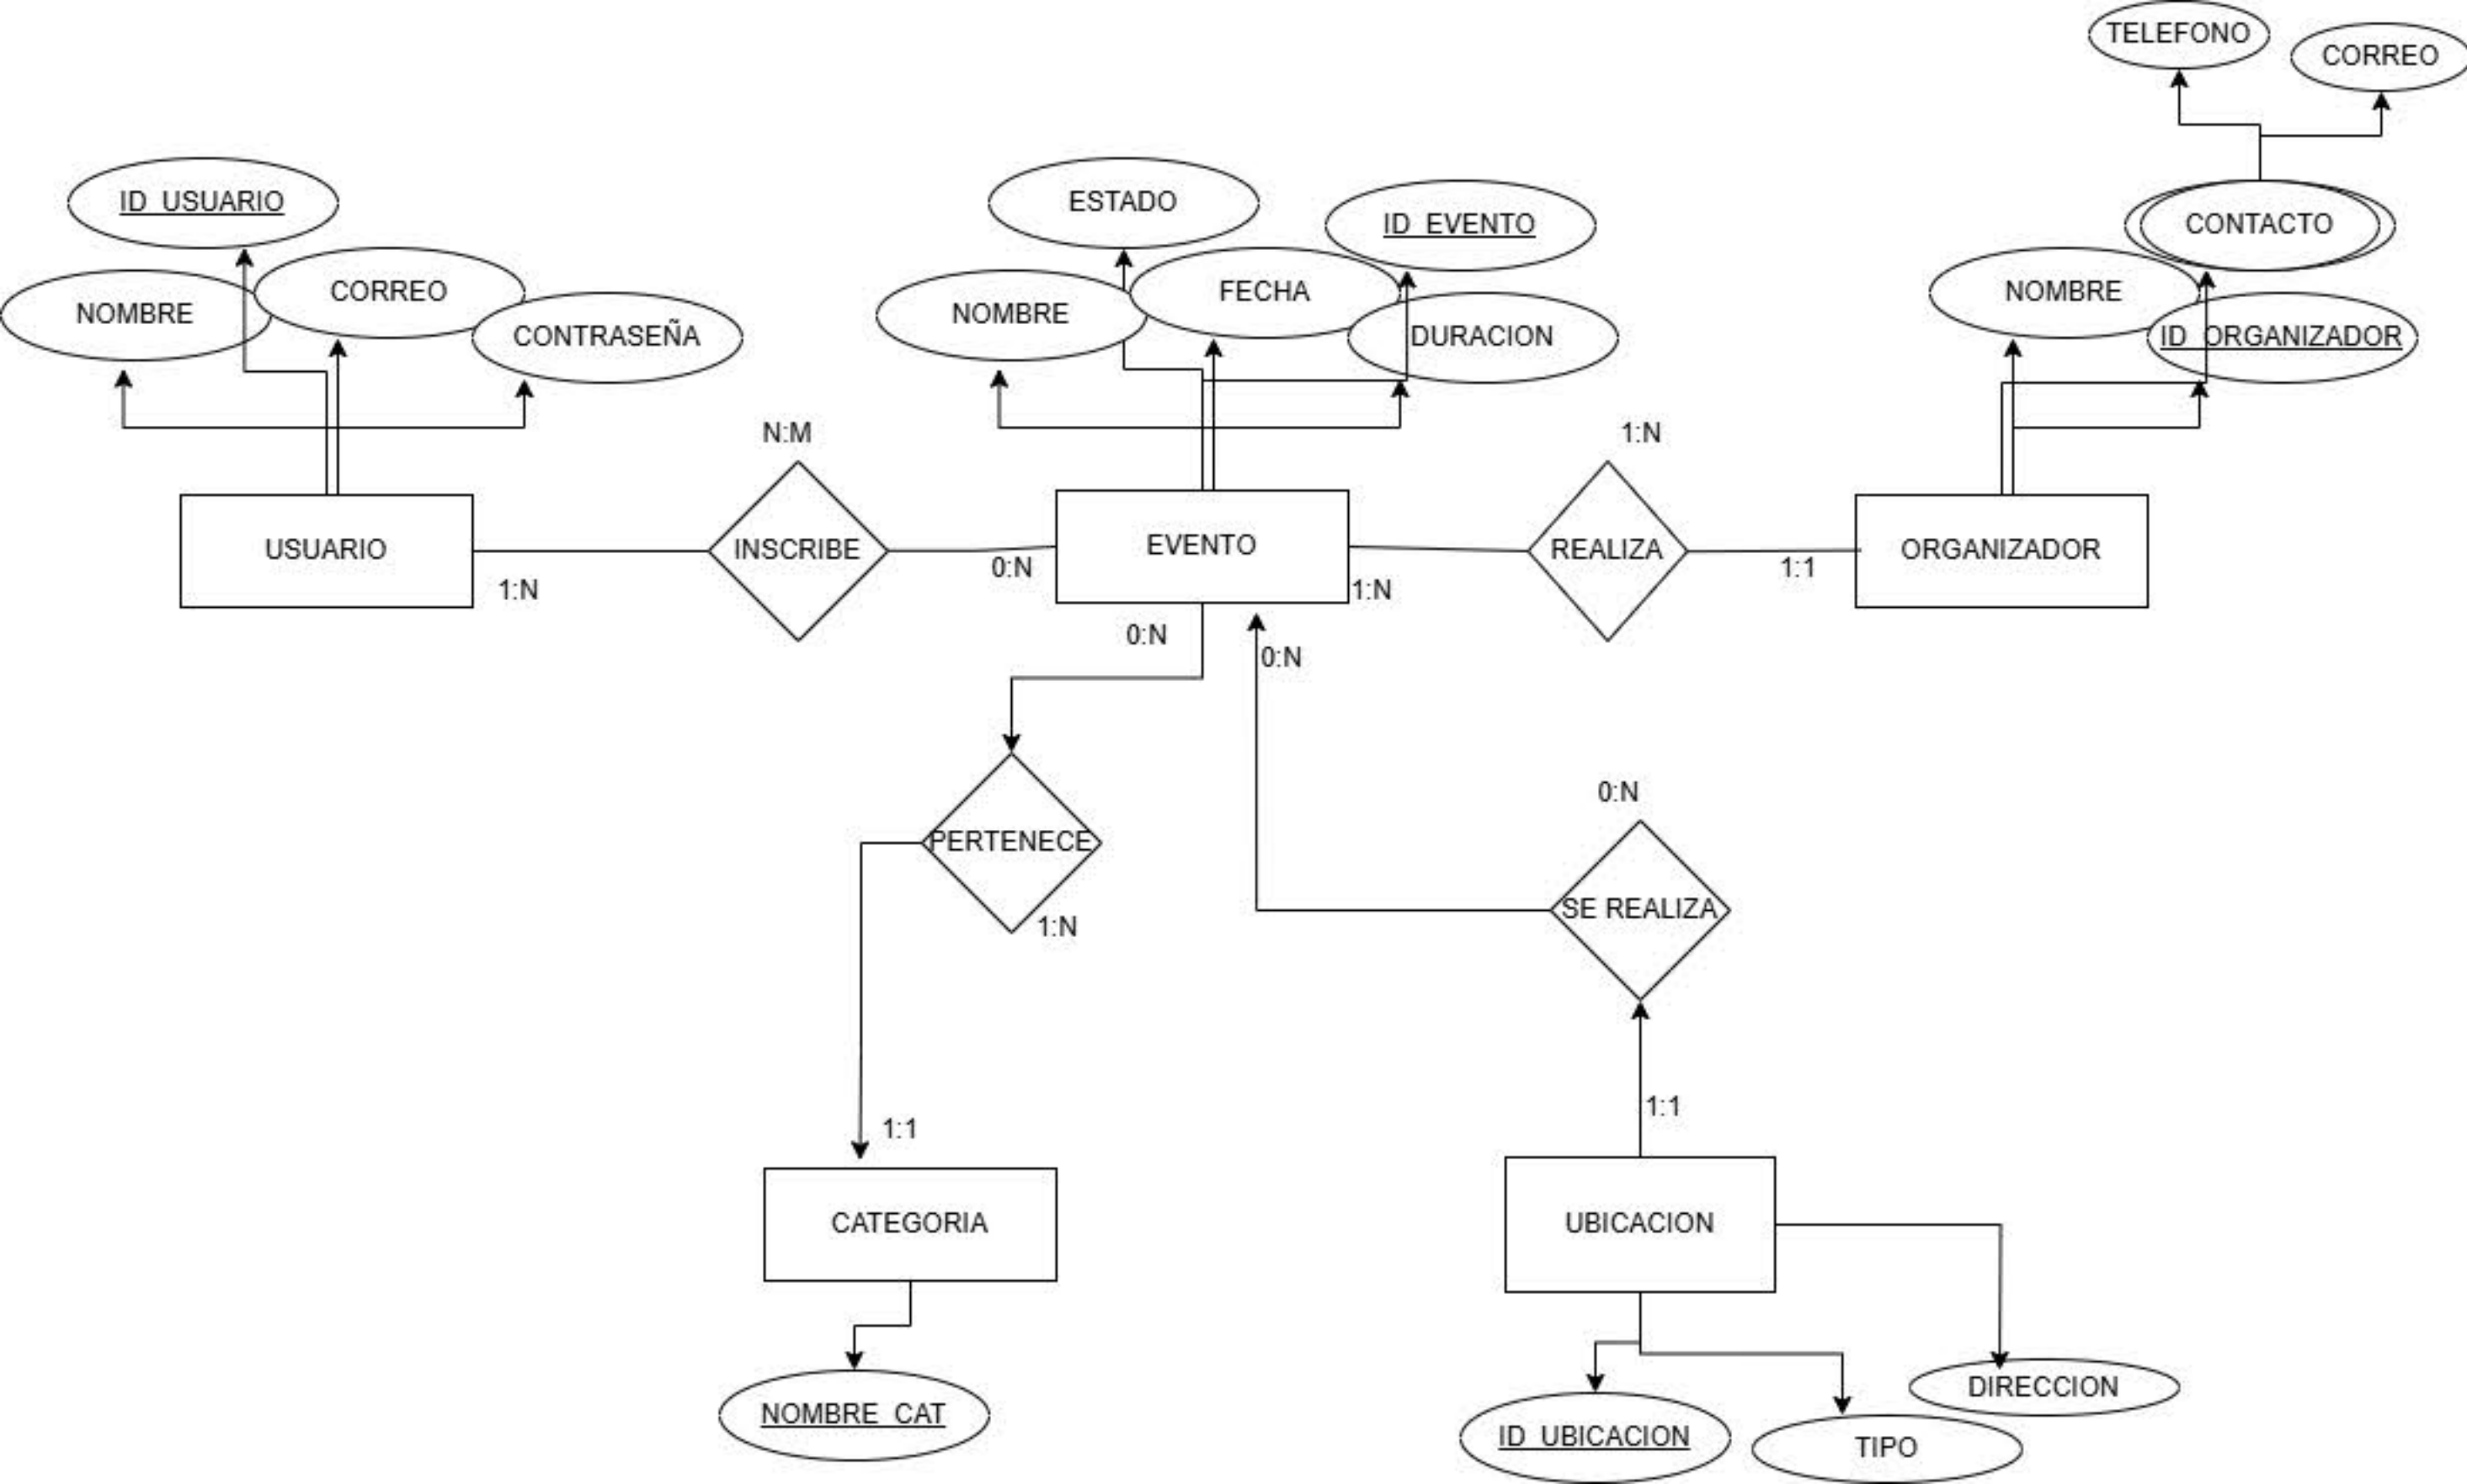 TELEFONO
CORREO
ID_USUARIO
ESTADO
ID_EVENTO
CONTACTO
NOMBRE
CORREO
CONTRASEÑA
NOMBRE
FECHA
DURACION
NOMBRE
ID_ORGANIZADOR
N:M
1:N
USUARIO
INSCRIBE
EVENTO
REALIZA
ORGANIZADOR
1:N
0:N
1:N
1:1
0:N
0:N
0:N
PERTENECE
1:N
SE REALIZA
1:1
1:1
CATEGORIA
UBICACION
NOMBRE_CAT
ID_UBICACION
TIPO
DIRECCION